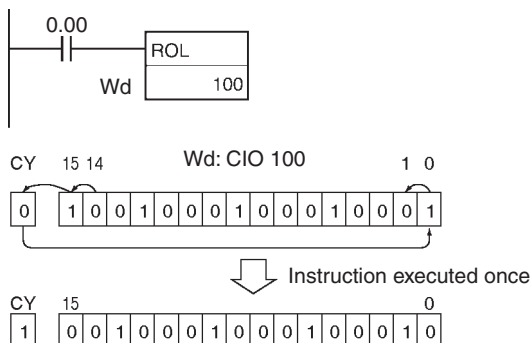 0.00
ROL
Wd 100
CY 15 14 Wd: CIO 100 1 0
0 1 0 0 1 0 0 0 1 0 0 0 1 0 0 0 1
Instruction executed once
CY 15 0
1 0 0 1 0 0 0 1 0 0 0 1 0 0 0 1 0